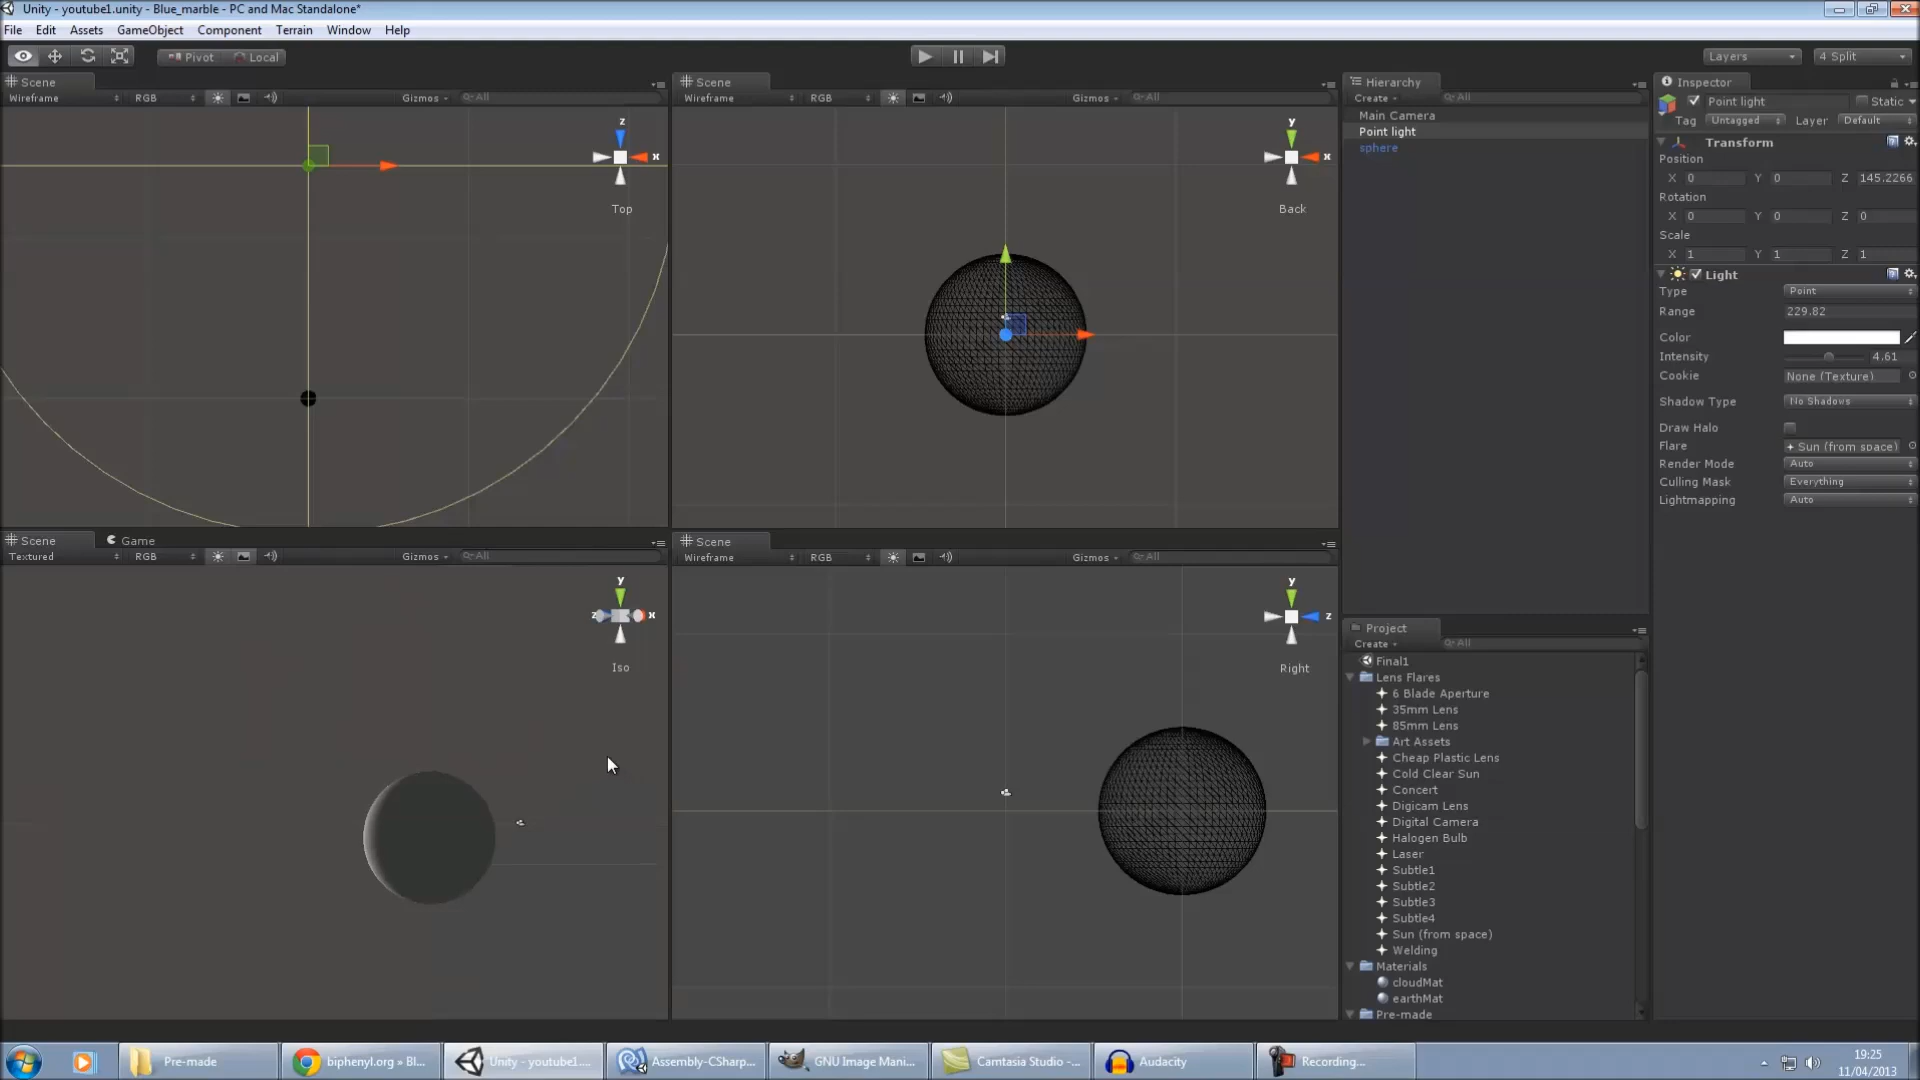 Unity - youtube1.unity - Blue_marble - PC and Mac Standalone*
File Edit Assets GameObject Component Terrain Window Help
Pivot Local Layers 4 Split
Scene
Wireframe RGB Gizmos All
z
x
Top
Scene
Wireframe RGB Gizmos All
y
x
Back
Scene Game
Textured RGB Gizmos All
y
z x
Iso
Scene
Wireframe RGB Gizmos All
y
z
Right
Hierarchy
Create All
Main Camera
Point light
sphere
Project
Create All
Final1
Lens Flares
6 Blade Aperture
35mm Lens
85mm Lens
Art Assets
Cheap Plastic Lens
Cold Clear Sun
Concert
Digicam Lens
Digital Camera
Halogen Bulb
Laser
Subtle1
Subtle2
Subtle3
Subtle4
Sun (from space)
Welding
Materials
cloudMat
earthMat
Pre-made
Inspector
Point light Static
Tag Untagged Layer Default
Transform
Position
X 0 Y 0 Z 145.2266
Rotation
X 0 Y 0 Z 0
Scale
X 1 Y 1 Z 1
Light
Type Point
Range 229.82
Color
Intensity 4.61
Cookie None (Texture)
Shadow Type No Shadows
Draw Halo
Flare Sun (from space)
Render Mode Auto
Culling Mask Everything
Lightmapping Auto
Pre-made biphenyl.org » Bl... Unity - youtube1.... Assembly-CSharp... GNU Image Mani... Camtasia Studio -... Audacity Recording...
19:25
11/04/2013